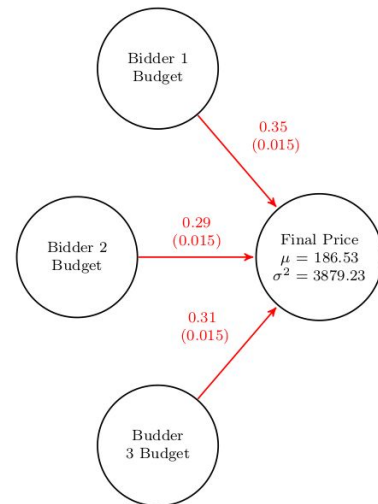 Bidder 1
Budget
0.35
(0.015)
0.29
(0.015)
Bidder 2
Budget
Final Price
μ = 186.53
σ² = 3879.23
0.31
(0.015)
Budder
3 Budget